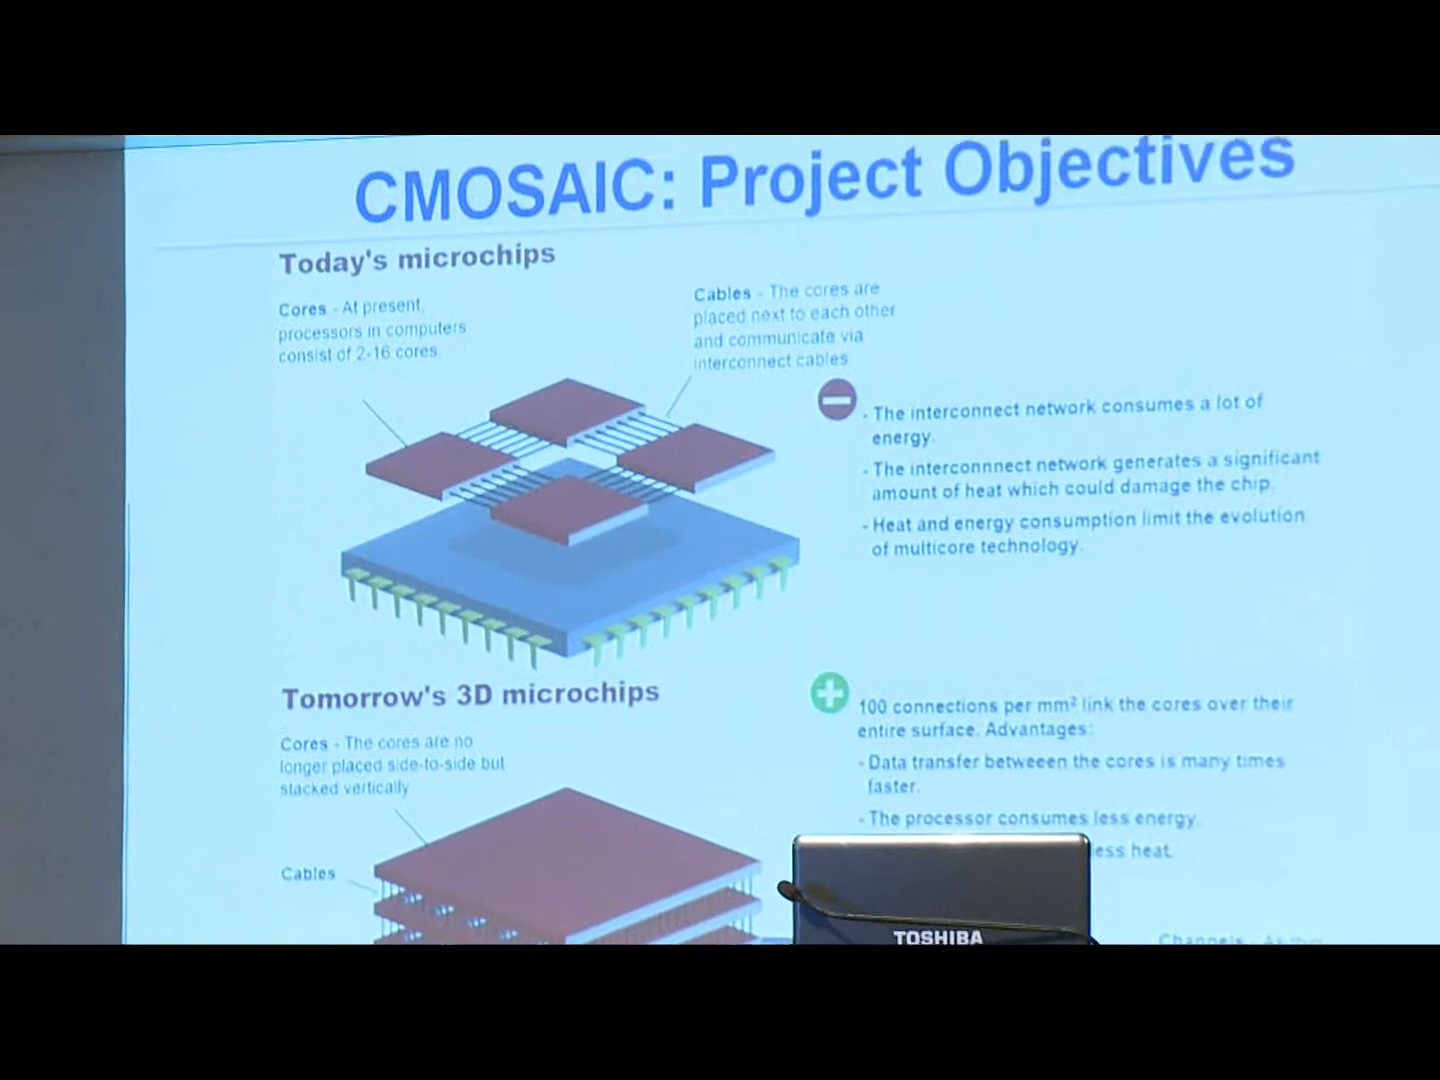 CMOSAIC: Project Objectives
Today's microchips
Cores - At present,
processors in computers
consist of 2-16 cores.
Cables - The cores are
placed next to each other
and communicate via
interconnect cables
- The interconnect network consumes a lot of
energy.
- The interconnnect network generates a significant
amount of heat which could damage the chip.
- Heat and energy consumption limit the evolution
of multicore technology.
Tomorrow's 3D microchips
Cores - The cores are no
longer placed side-to-side but
stacked vertically
Cables
100 connections per mm² link the cores over their
entire surface. Advantages:
- Data transfer betweeen the cores is many times
faster.
- The processor consumes less energy.
less heat.
TOSHIBA
Channels - As